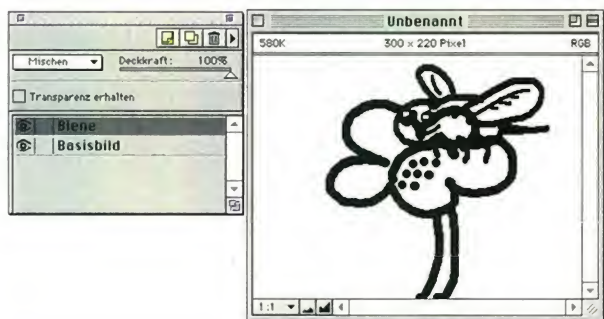 Mischen
Deckkraft: 100%
Transparenz erhalten
Biene
Basisbild
Unbenannt
580K 300 x 220 Pixel RGB
1:1